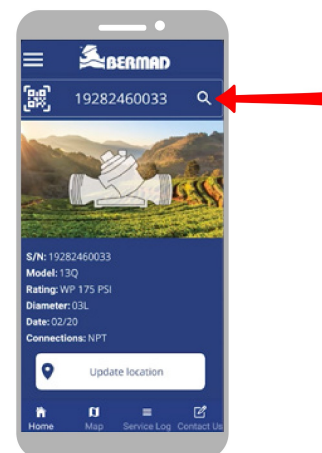 BERMAD
19282460033
S/N: 19282460033
Model: 13Q
Rating: WP 175 PSI
Diameter: 03L
Date: 02/20
Connections: NPT
Update location
Home Map Service Log Contact Us